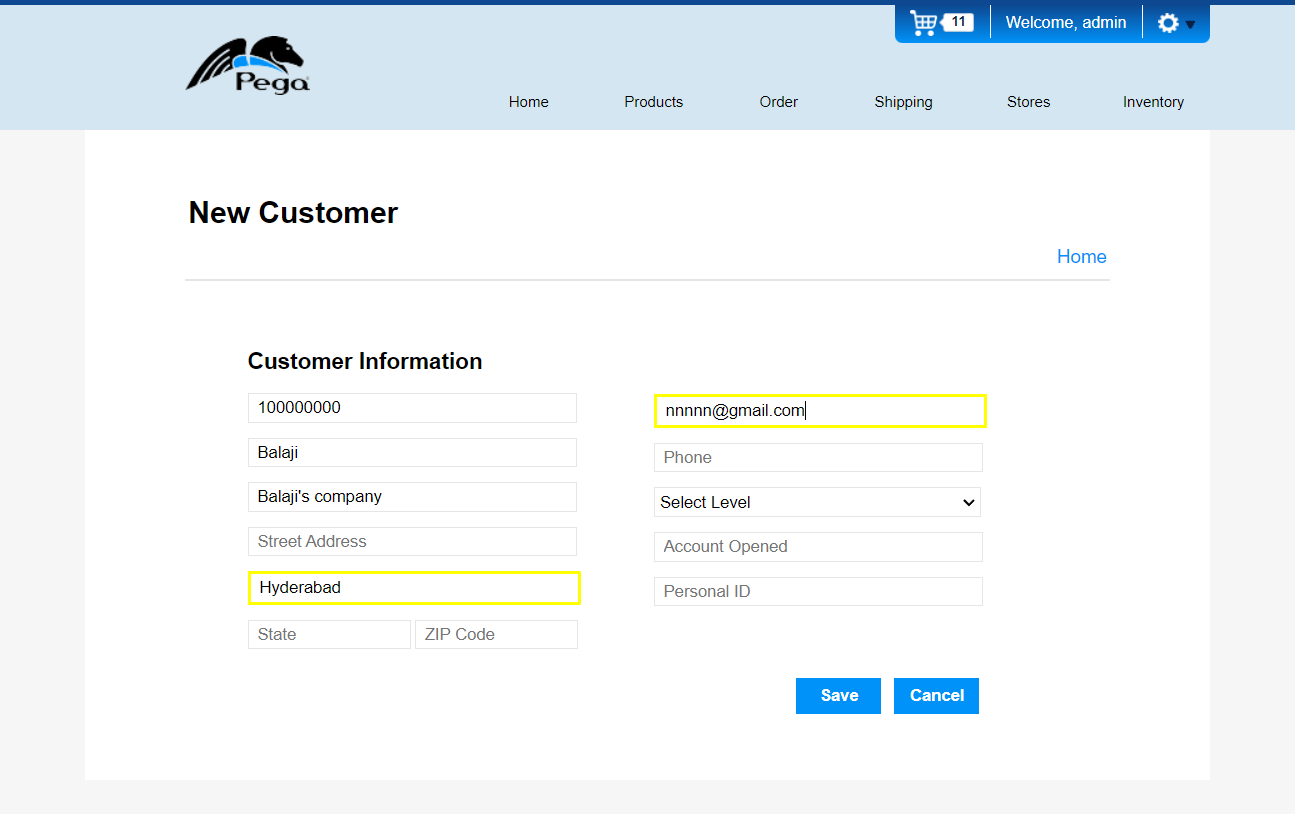 11
Welcome, admin
Pega
Home
Products
Order
Shipping
Stores
Inventory
New Customer
Home
Customer Information
100000000
Balaji
Balaji's company
Street Address
Hyderabad
State
ZIP Code
nnnnn@gmail.com
Phone
Select Level
Account Opened
Personal ID
Save
Cancel